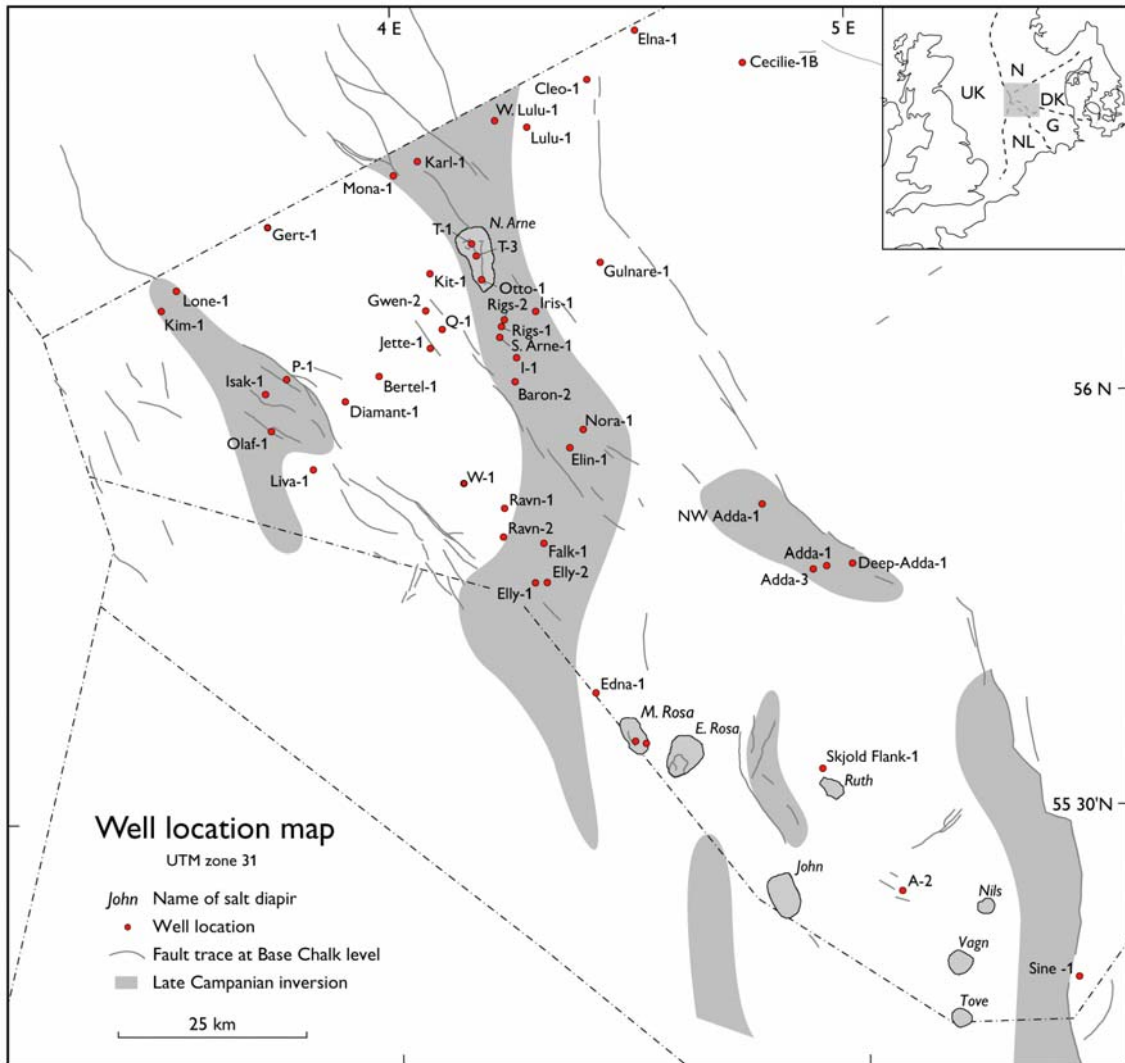 4 E
5 E
Elna-1
Cecilie-1B
Cleo-1
W. Lulu-1
Lulu-1
Karl-1
Mona-1
N
UK
DK
G
NL
Gert-1
N. Arne
T-1
T-3
Kit-1
Otto-1
Gulnare-1
Lone-1
Kim-1
Gwen-2
Rigs-2
Iris-1
Q-1
Rigs-1
Jette-1
S. Arne-1
P-1
I-1
Isak-1
Bertel-1
Baron-2
56 N
Diamant-1
Olaf-1
Nora-1
Elin-1
Liva-1
W-1
Ravn-1
NW Adda-1
Ravn-2
Falk-1
Adda-1
Deep-Adda-1
Adda-3
Elly-2
Elly-1
Edna-1
M. Rosa
E. Rosa
Skjold Flank-1
Ruth
55 30'N
Well location map
UTM zone 31
John
A-2
Nils
John Name of salt diapir
Well location
Vagn
Fault trace at Base Chalk level
Sine -1
Late Campanian inversion
Tove
25 km